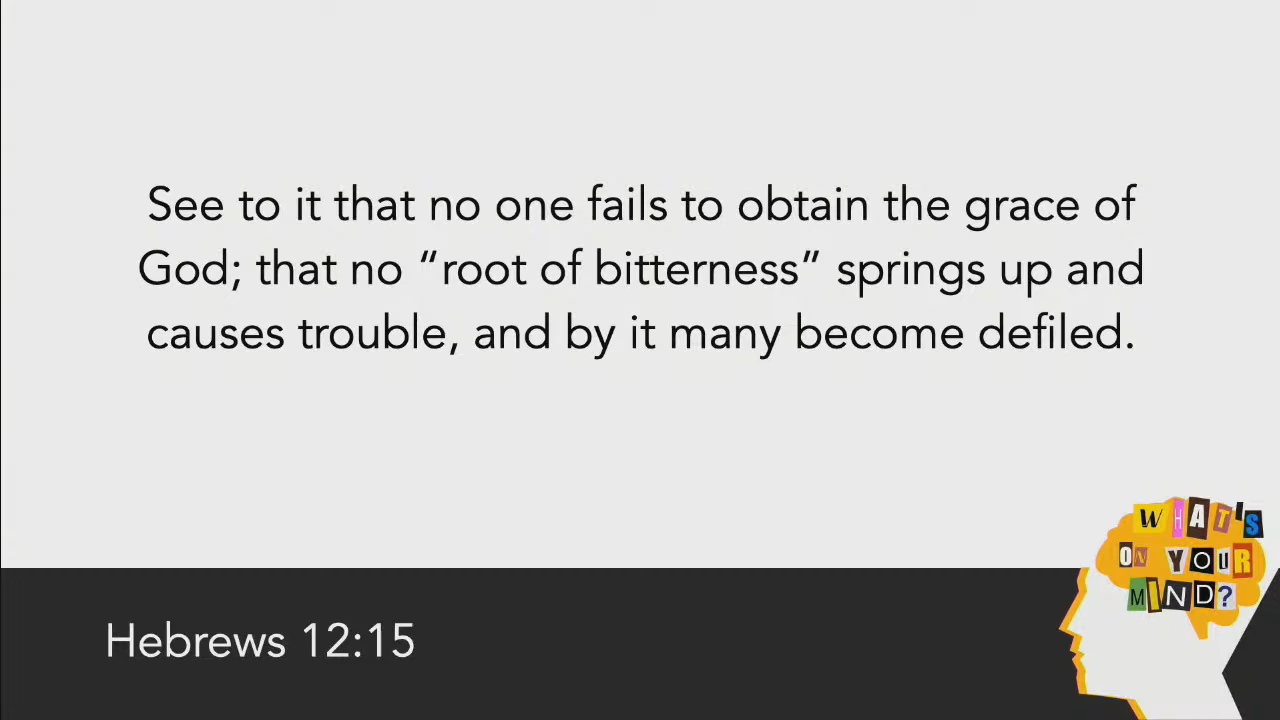 See to it that no one fails to obtain the grace of
God; that no “root of bitterness” springs up and
causes trouble, and by it many become defiled.
Hebrews 12:15
WHAT'S
ON YOUR
MIND?